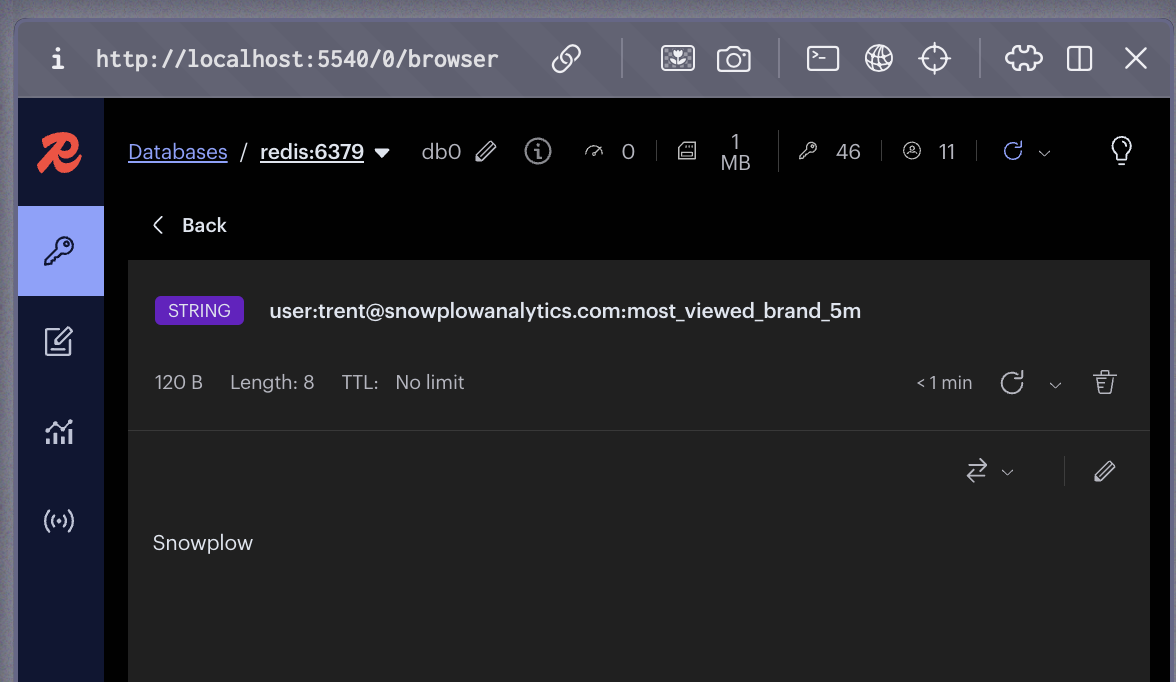 http://localhost:5540/0/browser
Databases / redis:6379 db0 0 1 MB 46 11
Back
STRING user:trent@snowplowanalytics.com:most_viewed_brand_5m
120 B Length: 8 TTL: No limit < 1 min
Snowplow